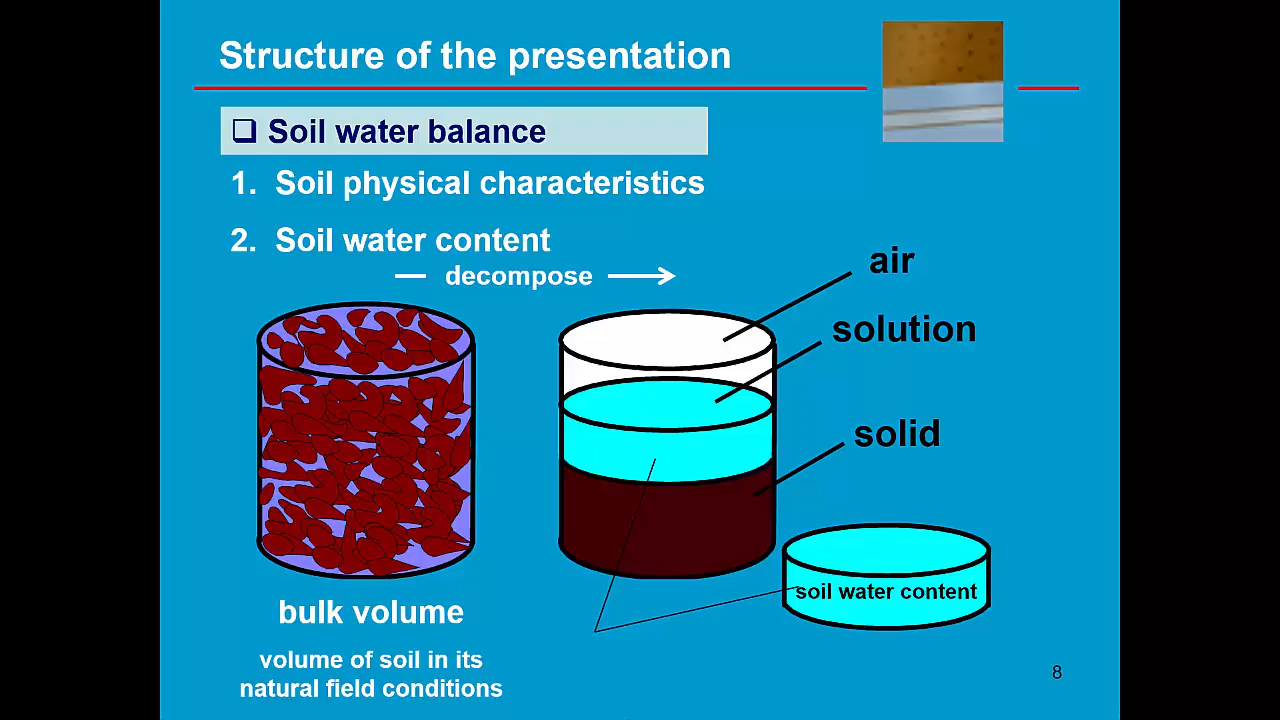 Structure of the presentation
❑ Soil water balance
1. Soil physical characteristics
2. Soil water content
decompose
air
solution
solid
soil water content
bulk volume
volume of soil in its
natural field conditions
8